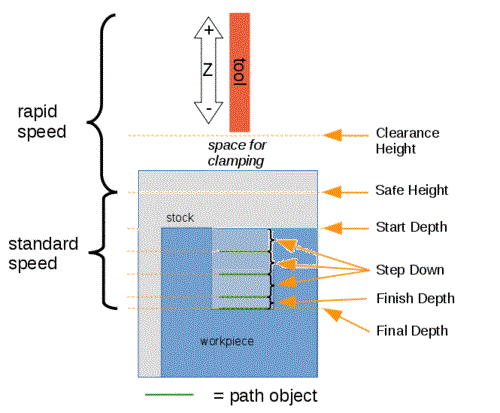 +
Z
-
tool
rapid
speed
space for
clamping
Clearance
Height
Safe Height
stock
Start Depth
standard
speed
Step Down
Finish Depth
Final Depth
workpiece
= path object